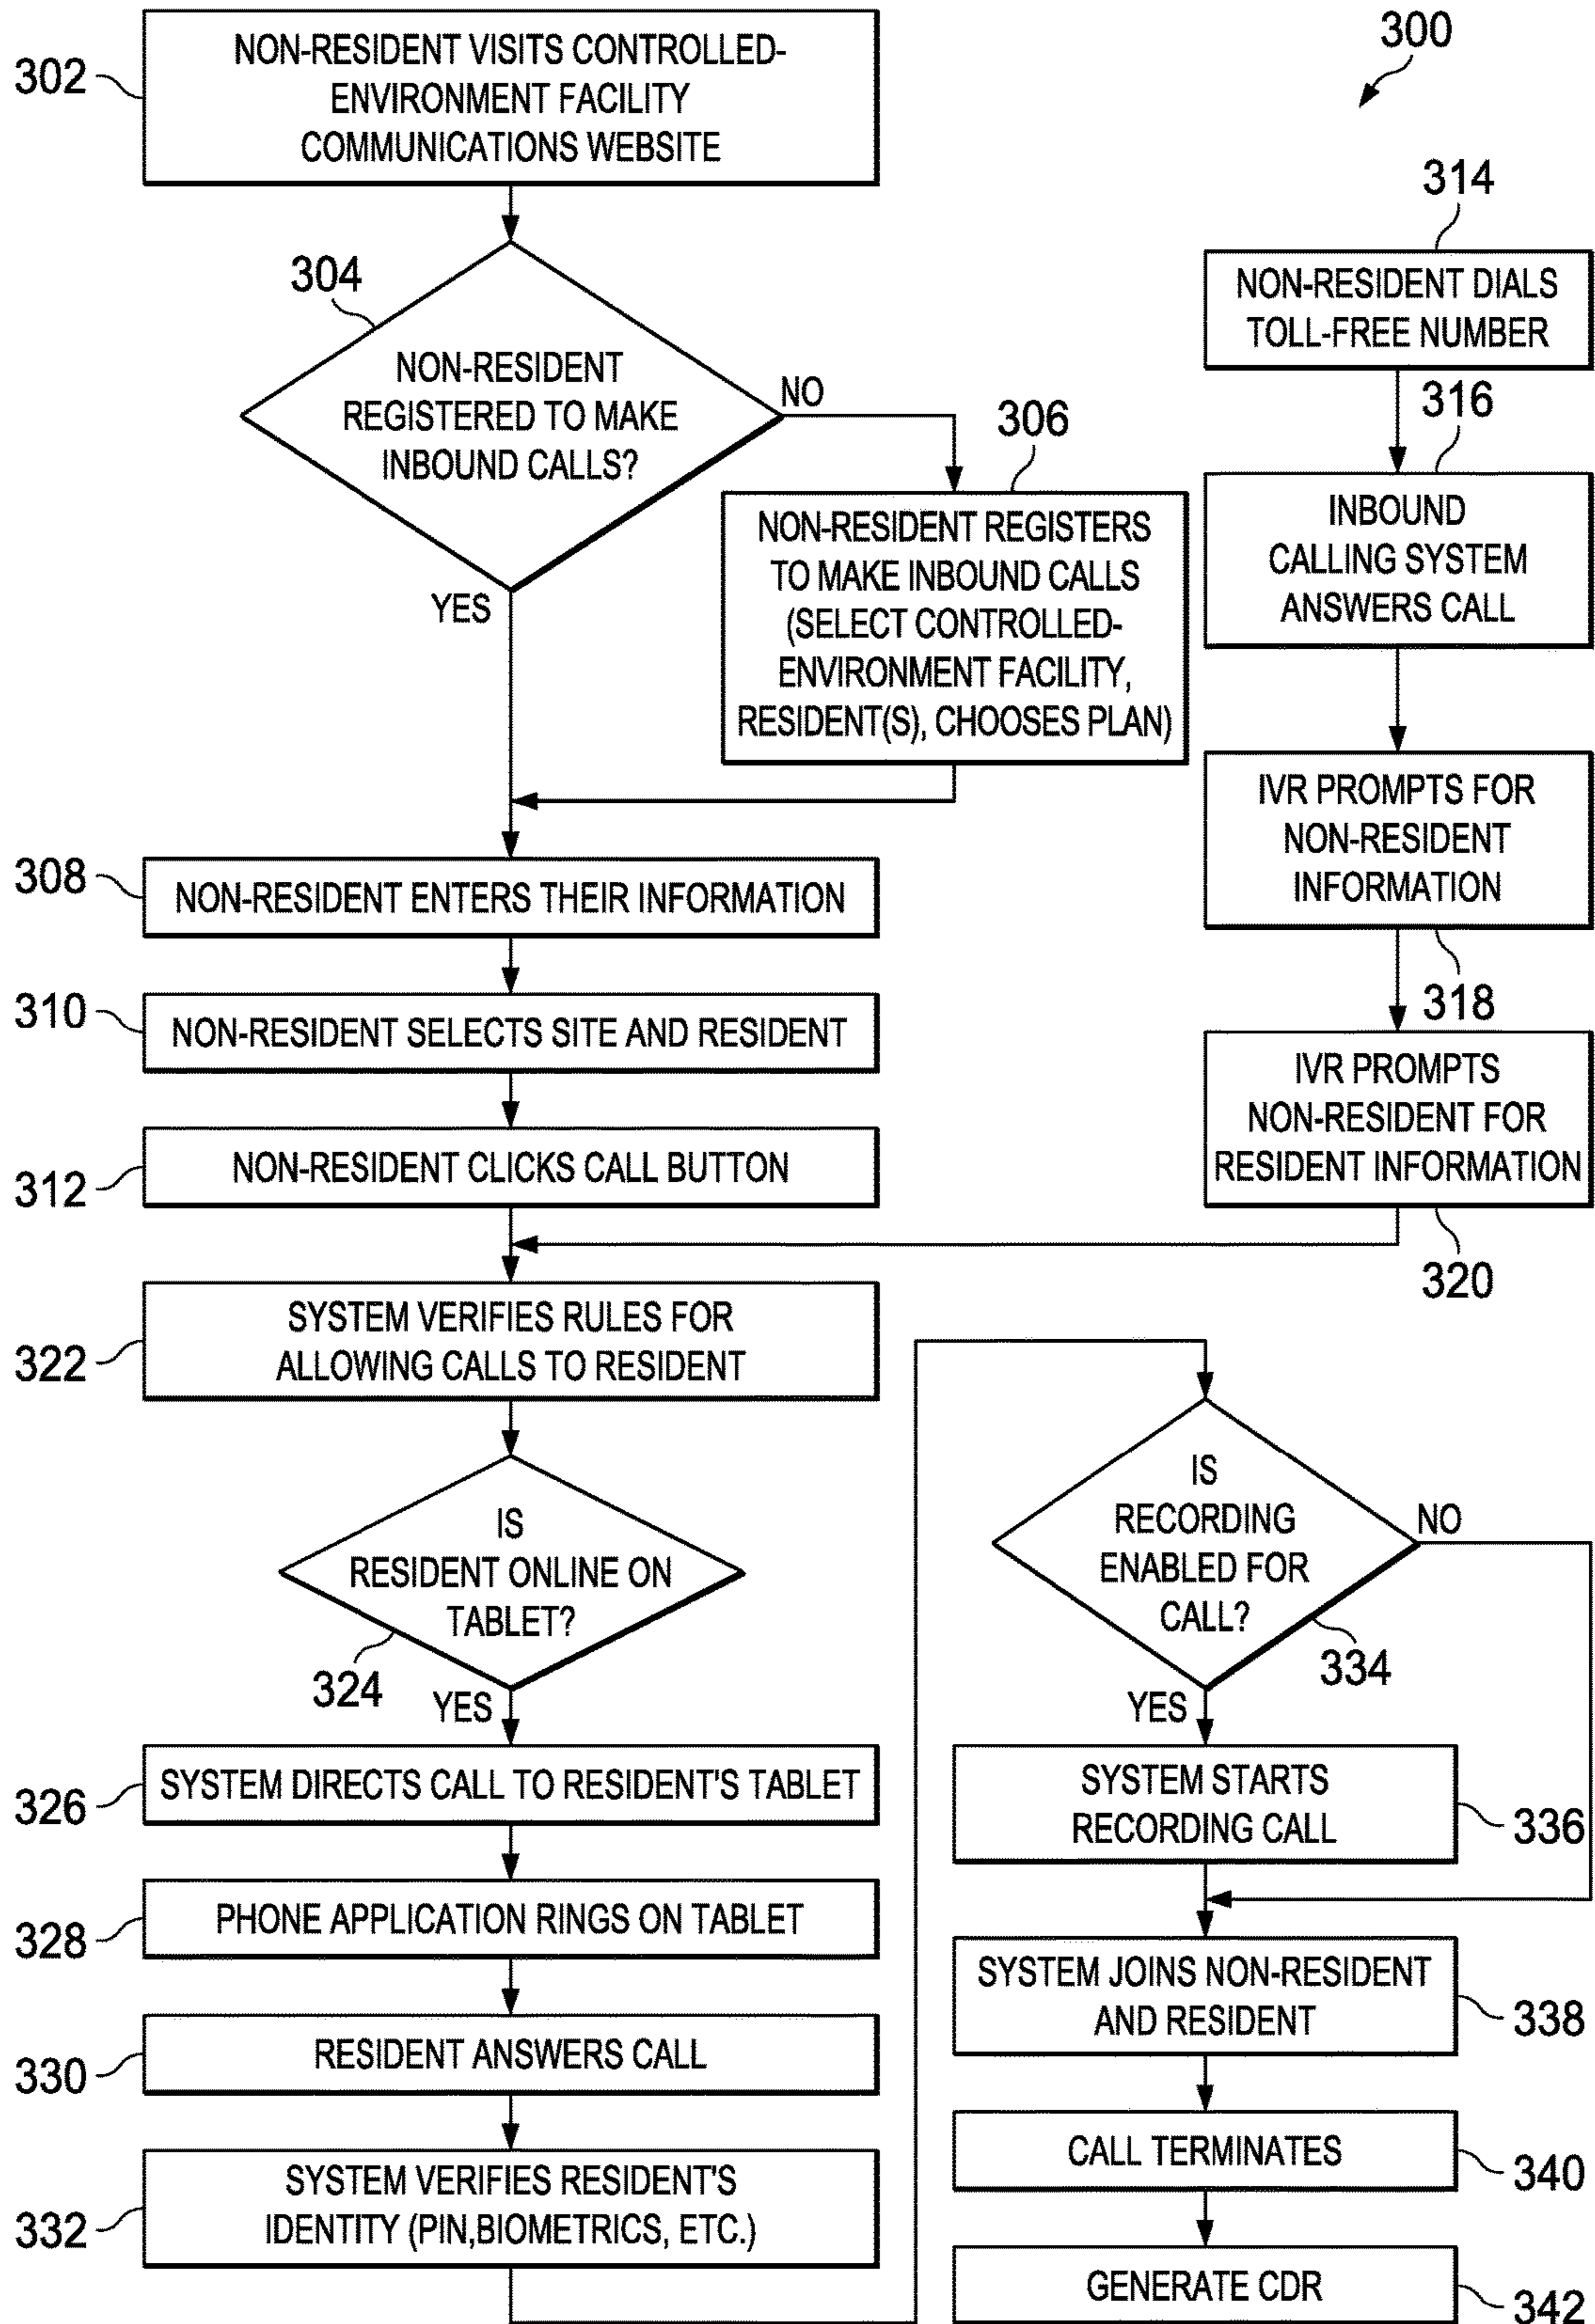 300
302
NON-RESIDENT VISITS CONTROLLED-
ENVIRONMENT FACILITY
COMMUNICATIONS WEBSITE
304
NON-RESIDENT
REGISTERED TO MAKE
INBOUND CALLS?
NO
YES
306
NON-RESIDENT REGISTERS
TO MAKE INBOUND CALLS
(SELECT CONTROLLED-
ENVIRONMENT FACILITY,
RESIDENT(S), CHOOSES PLAN)
308
NON-RESIDENT ENTERS THEIR INFORMATION
310
NON-RESIDENT SELECTS SITE AND RESIDENT
312
NON-RESIDENT CLICKS CALL BUTTON
314
NON-RESIDENT DIALS
TOLL-FREE NUMBER
316
INBOUND
CALLING SYSTEM
ANSWERS CALL
IVR PROMPTS FOR
NON-RESIDENT
INFORMATION
318
IVR PROMPTS
NON-RESIDENT FOR
RESIDENT INFORMATION
320
322
SYSTEM VERIFIES RULES FOR
ALLOWING CALLS TO RESIDENT
IS
RESIDENT ONLINE ON
TABLET?
324
YES
326
SYSTEM DIRECTS CALL TO RESIDENT'S TABLET
328
PHONE APPLICATION RINGS ON TABLET
330
RESIDENT ANSWERS CALL
332
SYSTEM VERIFIES RESIDENT'S
IDENTITY (PIN,BIOMETRICS, ETC.)
IS
RECORDING
ENABLED FOR
CALL?
NO
334
YES
SYSTEM STARTS
RECORDING CALL
336
SYSTEM JOINS NON-RESIDENT
AND RESIDENT
338
CALL TERMINATES
340
GENERATE CDR
342